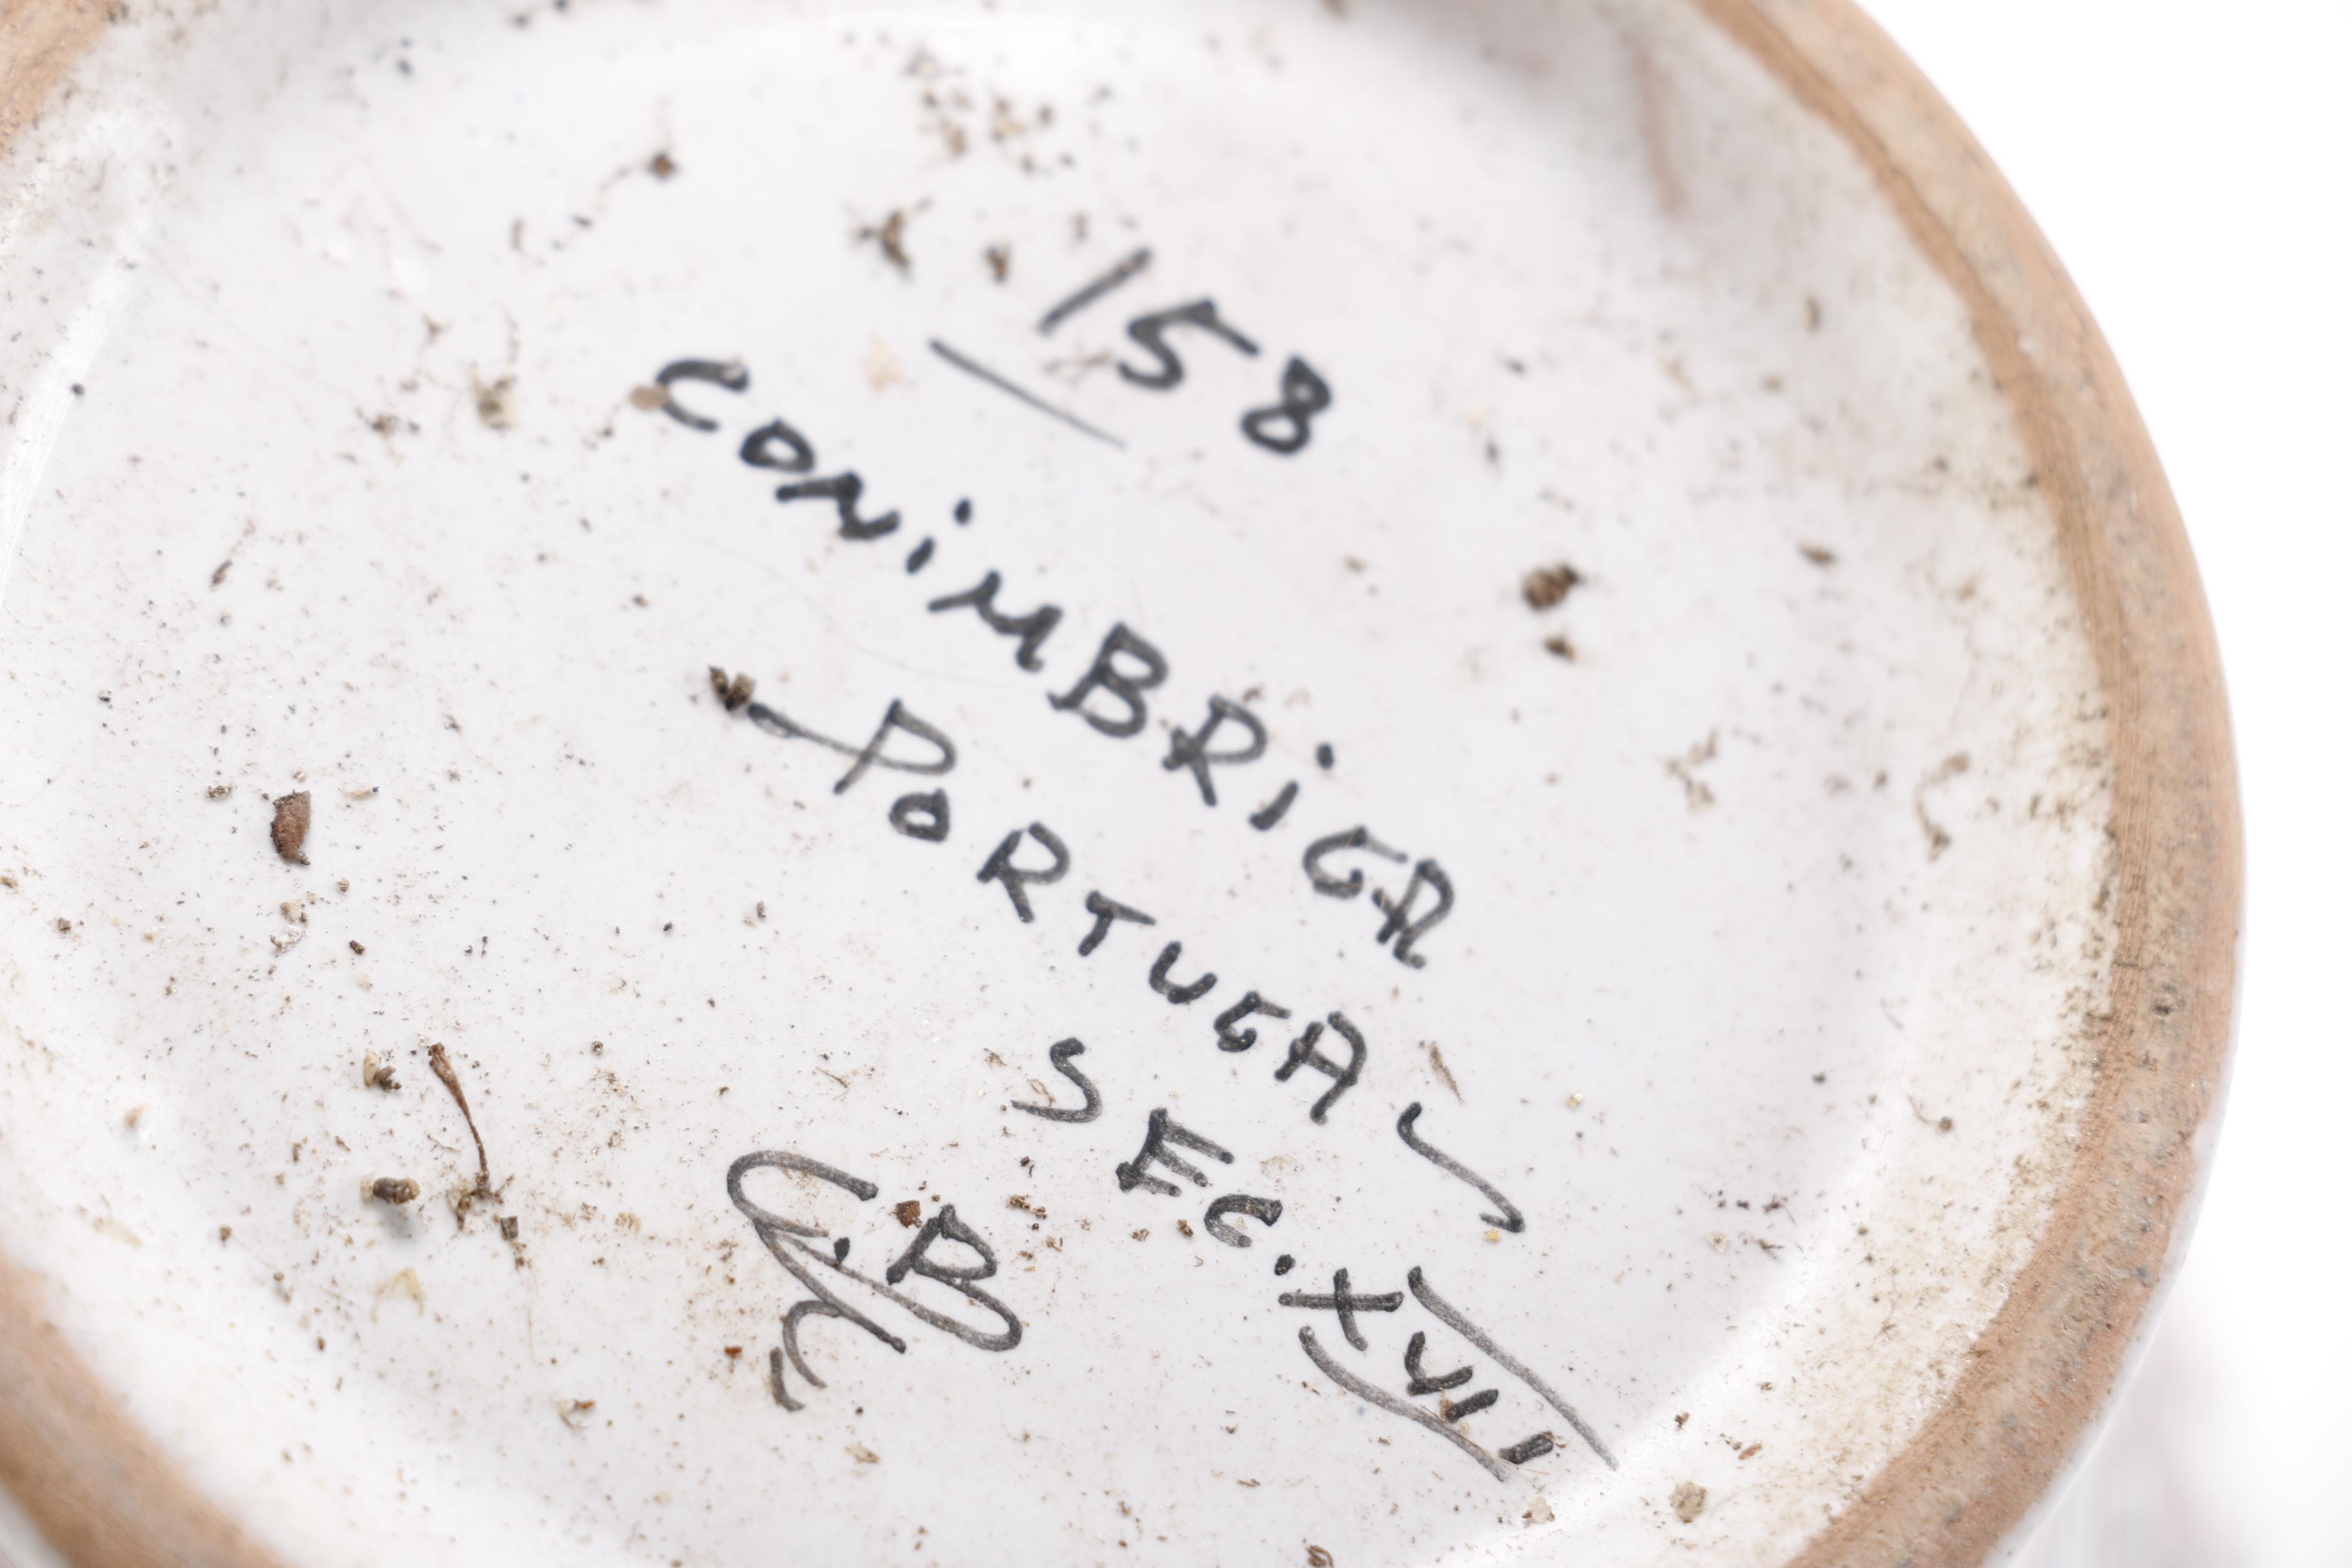 158
CONiMBRiGA
PORTUGAL
SEC. XVII
C.B